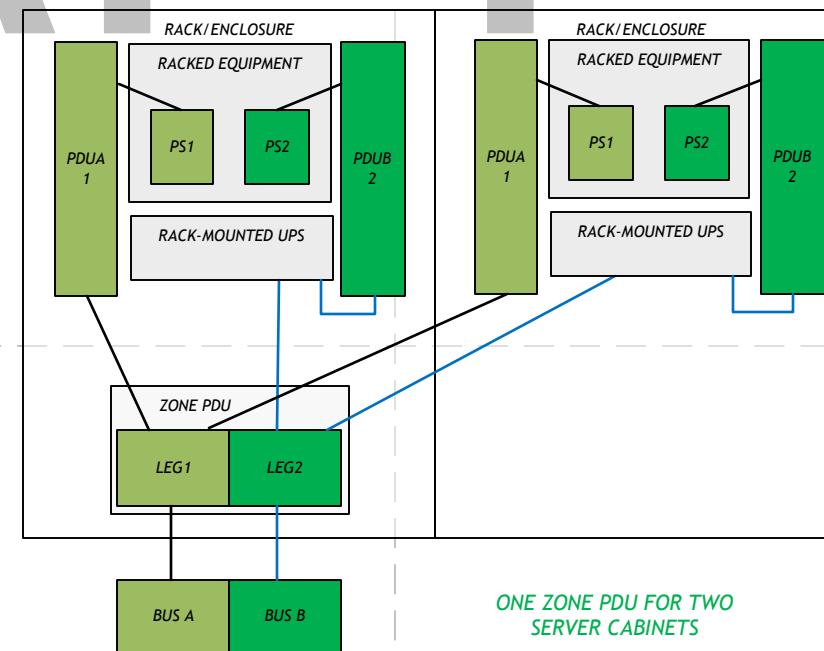 RACK/ENCLOSURE
RACKED EQUIPMENT
PDUA
1
PS1
PS2
PDUB
2
RACK-MOUNTED UPS
RACK/ENCLOSURE
RACKED EQUIPMENT
PDUA
1
PS1
PS2
PDUB
2
RACK-MOUNTED UPS
ZONE PDU
LEG1
LEG2
BUS A
BUS B
ONE ZONE PDU FOR TWO
SERVER CABINETS